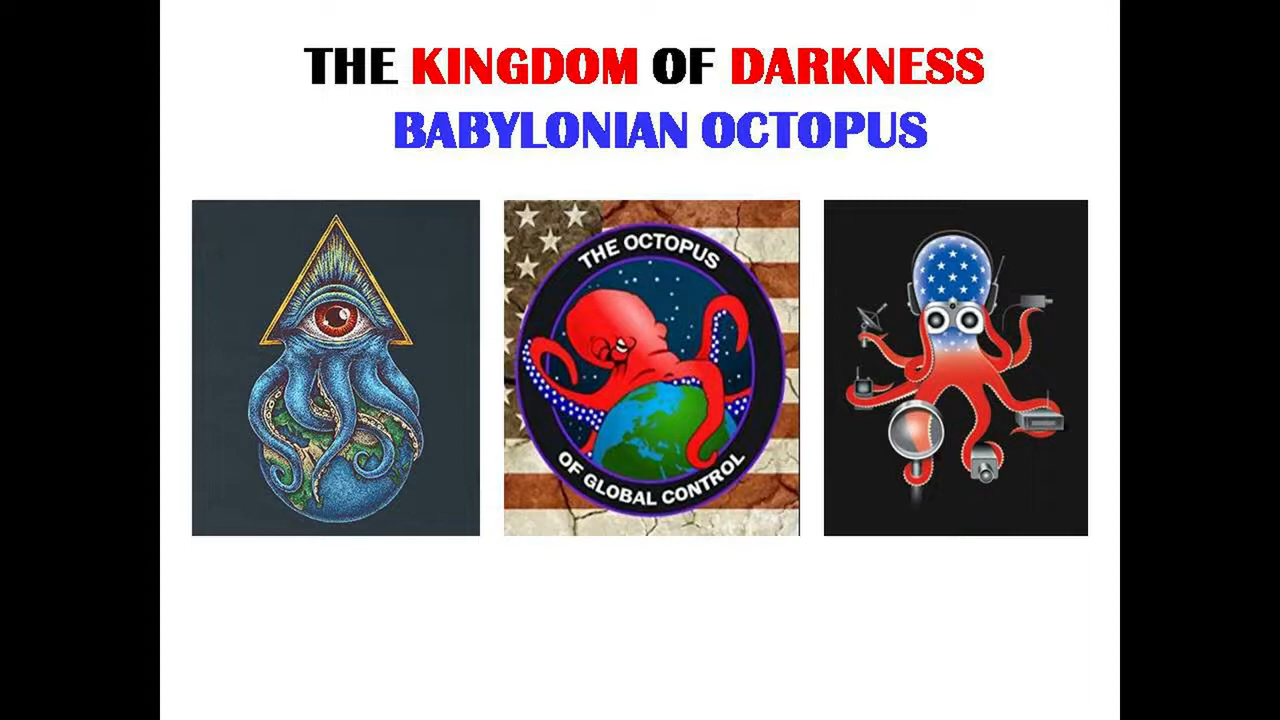 THE KINGDOM OF DARKNESS
BABYLONIAN OCTOPUS
THE OCTOPUS
OF GLOBAL CONTROL